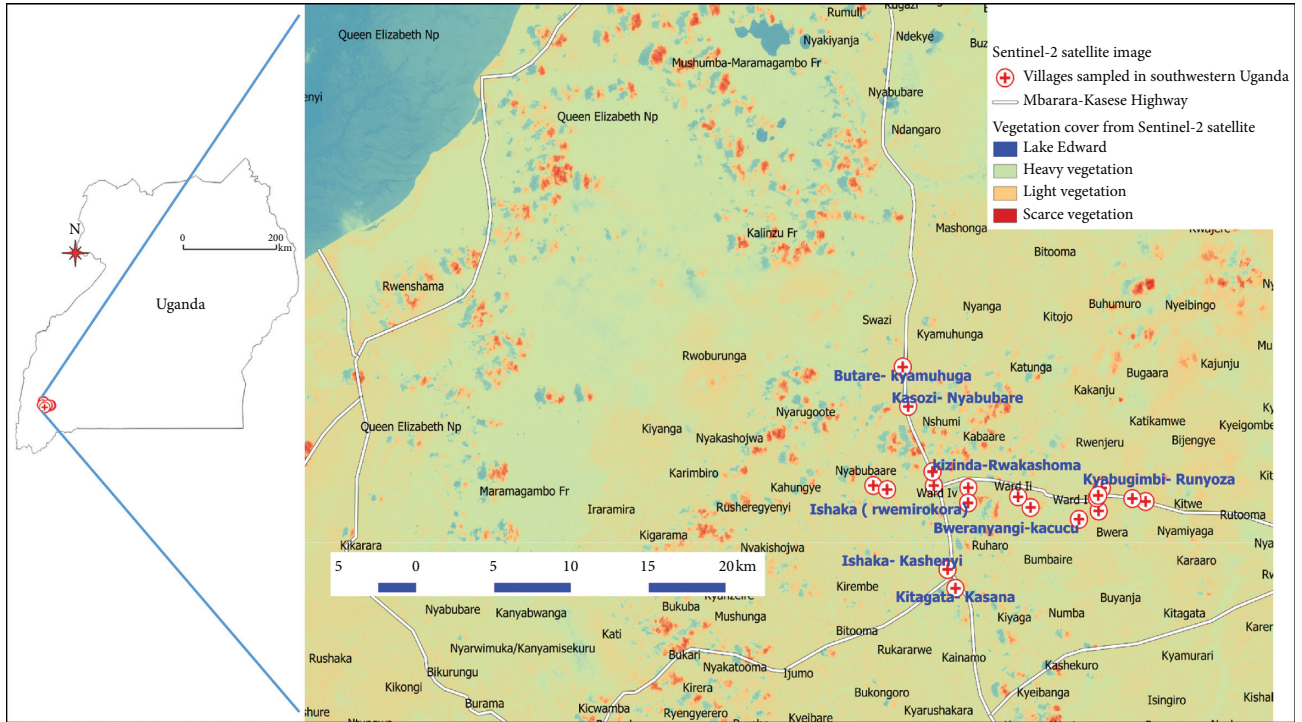 N
0
200
km
Uganda
Queen Elizabeth Np
Rumuli
Nyakiyanja
Ndekye
Mushumba-Maramagambo Fr
Nyabubare
Queen Elizabeth Np
Ndangaro
Sentinel-2 satellite image
Villages sampled in southwestern Uganda
Mbarara-Kasese Highway
Vegetation cover from Sentinel-2 satellite
Lake Edward
Heavy vegetation
Light vegetation
Scarce vegetation
Kalinzu Fr
Mashonga
Rwajere
Bitooma
Rwenshama
Nyanga
Buhumuro
Nyeibingo
Swazi
Kitojo
Kyamuhunga
Rwoburunga
Katunga
Kajunju
Bugaara
Butare- kyamuhuga
Kakanju
Kasozi- Nyabubare
Nyarugoote
Nshumi
Katikamwe
Kyeigombe
Queen Elizabeth Np
Kiyanga
Nyakashojwa
Kabaare
Rwenjeru
Bijengye
Karimbiro
Nyabubaare
kizinda-Rwakashoma
Maramagambo Fr
Kahungye
Ward Iv
Ward Ii
Kyabugimbi- Runyoza
Iraramira
Rusheregyenyi
Ishaka ( rwemirokora)
Ward I
Kitwe
Rutooma
Kigarama
Bweranyangi-kacucu
Bwera
Nyamiyaga
Kikarara
Nyakishojwa
Ruharo
Bumbaire
Karaaro
5
0
5
10
15
20 km
Ishaka- Kashenyi
Kirembe
Kitagata- Kasana
Buyanja
Nyabubare
Kanyabwanga
Bukuba
Mushunga
Kiyaga
Numba
Kitagata
Kati
Bitooma
Nyarwimuka/Kanyamisekuru
Rukararwe
Rushaka
Bukari
Nyakatooma
Ijumo
Kainamo
Kashekuro
Kyamurari
Bikurungu
Kikongi
Kirera
Bukongoro
Kyeibanga
Burama
Kicwamba
Ryengyerero
Kyeibare
Kyarushakara
Isingiro